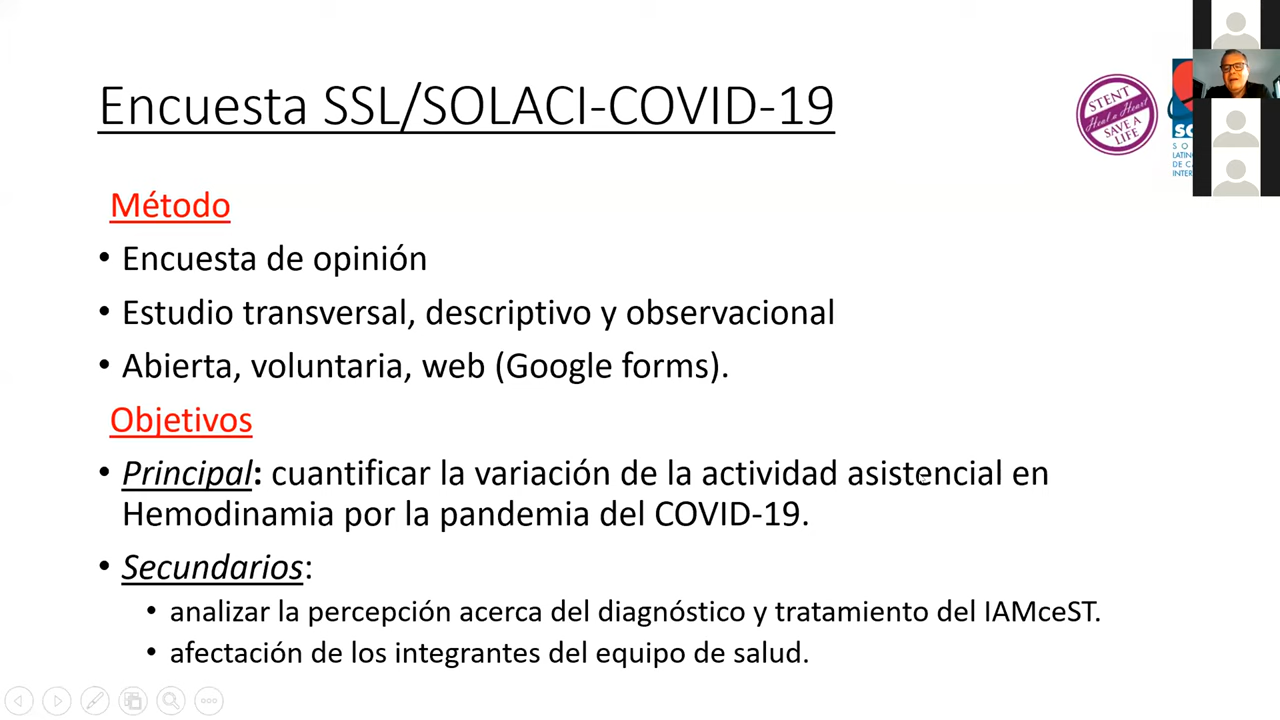 Encuesta SSL/SOLACI-COVID-19
STENT
Heal a Heart
SAVE A
LIFE
Método
• Encuesta de opinión
• Estudio transversal, descriptivo y observacional
• Abierta, voluntaria, web (Google forms).
Objetivos
• Principal: cuantificar la variación de la actividad asistencial en
Hemodinamia por la pandemia del COVID-19.
• Secundarios:
• analizar la percepción acerca del diagnóstico y tratamiento del IAMceST.
• afectación de los integrantes del equipo de salud.